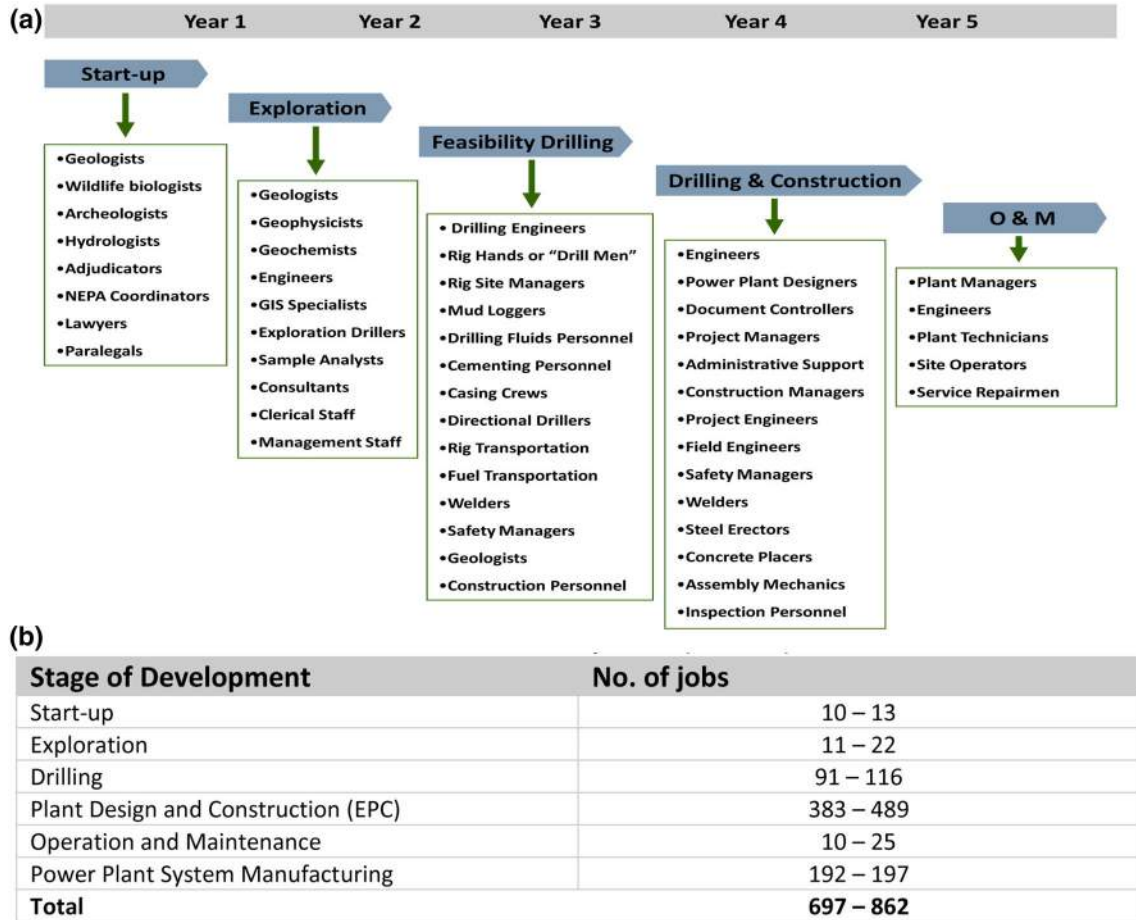 (a)
Year 1 Year 2 Year 3 Year 4 Year 5
Start-up
•Geologists
•Wildlife biologists
•Archeologists
•Hydrologists
•Adjudicators
•NEPA Coordinators
•Lawyers
•Paralegals
Exploration
•Geologists
•Geophysicists
•Geochemists
•Engineers
•GIS Specialists
•Exploration Drillers
•Sample Analysts
•Consultants
•Clerical Staff
•Management Staff
Feasibility Drilling
• Drilling Engineers
•Rig Hands or “Drill Men”
•Rig Site Managers
•Mud Loggers
•Drilling Fluids Personnel
•Cementing Personnel
•Casing Crews
•Directional Drillers
•Rig Transportation
•Fuel Transportation
•Welders
•Safety Managers
•Geologists
•Construction Personnel
Drilling & Construction
•Engineers
•Power Plant Designers
•Document Controllers
•Project Managers
•Administrative Support
•Construction Managers
•Project Engineers
•Field Engineers
•Safety Managers
•Welders
•Steel Erectors
•Concrete Placers
•Assembly Mechanics
•Inspection Personnel
O & M
•Plant Managers
•Engineers
•Plant Technicians
•Site Operators
•Service Repairmen
(b)
Stage of Development No. of jobs
Start-up 10 – 13
Exploration 11 – 22
Drilling 91 – 116
Plant Design and Construction (EPC) 383 – 489
Operation and Maintenance 10 – 25
Power Plant System Manufacturing 192 – 197
Total 697 – 862